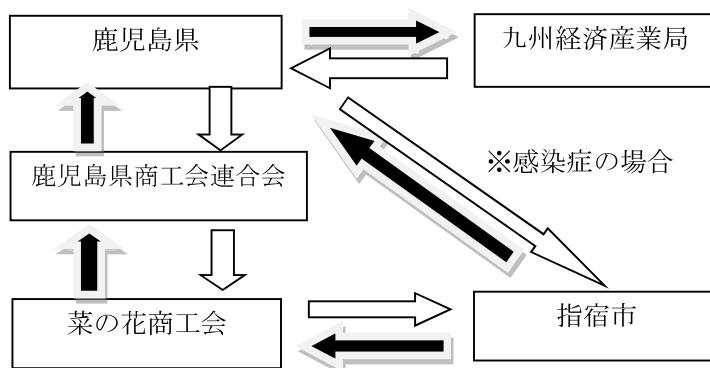 鹿児島県
九州経済産業局
鹿児島県商工会連合会
※感染症の場合
菜の花商工会
指宿市